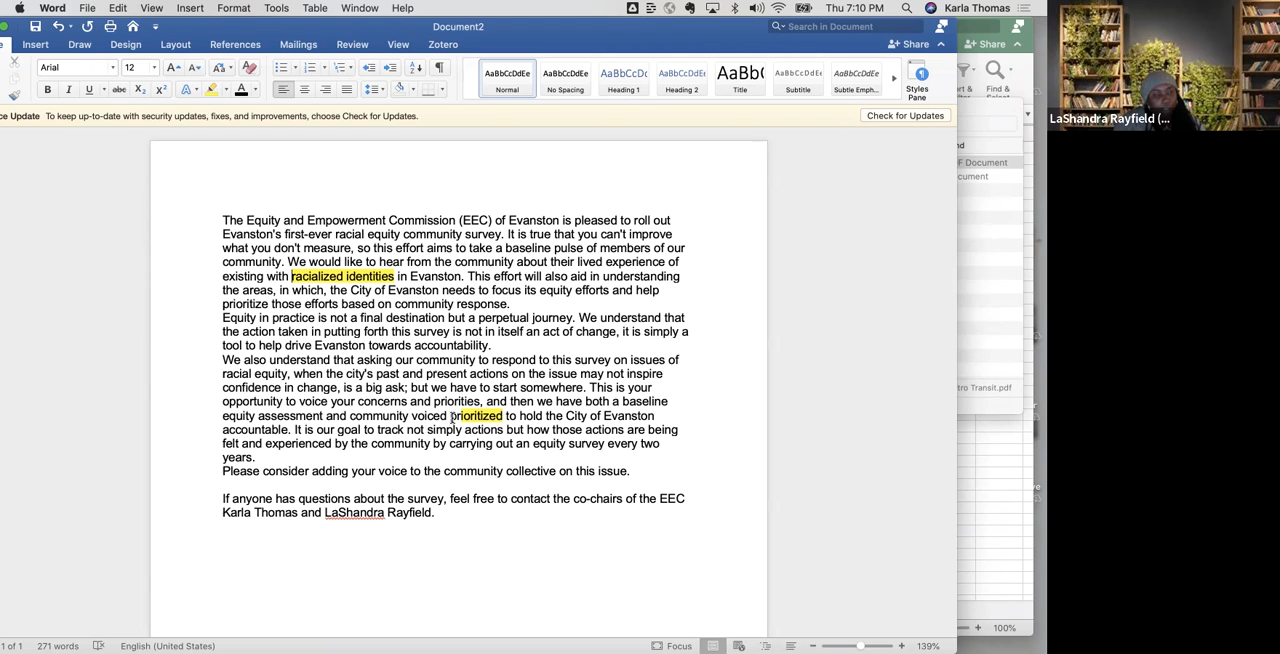 Word File Edit View Insert Format Tools Table Window Help Thu 7:10 PM Karla Thomas
Document2 Search in Document
Insert Draw Design Layout References Mailings Review View Zotero Share Share
Arial 12 AaBbCcDdEe AaBbCcDdEe AaBbCcDc AaBbCcDdEe AaBb( AaBbCcDdEe AaBbCcDdEe
Normal No Spacing Heading 1 Heading 2 Title Subtitle Subtle Emph... Styles Pane Find & Select
ce Update To keep up-to-date with security updates, fixes, and improvements, choose Check for Updates. Check for Updates
LaShandra Rayfield (...
nd
F Document
cument
The Equity and Empowerment Commission (EEC) of Evanston is pleased to roll out
Evanston's first-ever racial equity community survey. It is true that you can't improve
what you don't measure, so this effort aims to take a baseline pulse of members of our
community. We would like to hear from the community about their lived experience of
existing with racialized identities in Evanston. This effort will also aid in understanding
the areas, in which, the City of Evanston needs to focus its equity efforts and help
prioritize those efforts based on community response.
Equity in practice is not a final destination but a perpetual journey. We understand that
the action taken in putting forth this survey is not in itself an act of change, it is simply a
tool to help drive Evanston towards accountability.
We also understand that asking our community to respond to this survey on issues of
racial equity, when the city's past and present actions on the issue may not inspire
confidence in change, is a big ask; but we have to start somewhere. This is your
opportunity to voice your concerns and priorities, and then we have both a baseline
equity assessment and community voiced prioritized to hold the City of Evanston
accountable. It is our goal to track not simply actions but how those actions are being
felt and experienced by the community by carrying out an equity survey every two
years.
Please consider adding your voice to the community collective on this issue.
If anyone has questions about the survey, feel free to contact the co-chairs of the EEC
Karla Thomas and LaShandra Rayfield.
tro Transit.pdf
100%
1 of 1 271 words English (United States) Focus 139%